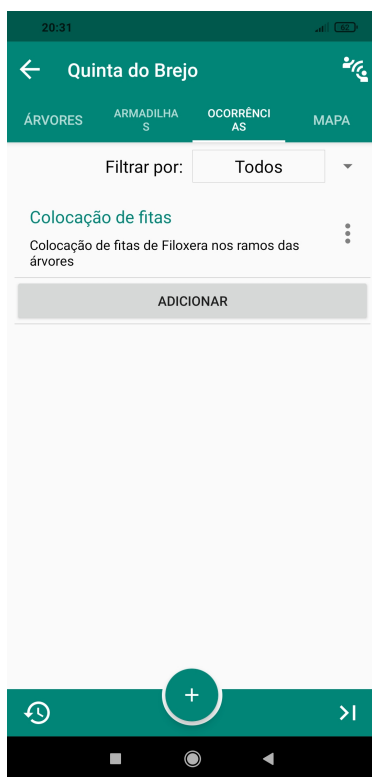 20:31
62
Quinta do Brejo
ÁRVORES
ARMADILHA
S
OCORRÊNCI
AS
MAPA
Filtrar por:
Todos
Colocação de fitas
Colocação de fitas de Filoxera nos ramos das
árvores
ADICIONAR